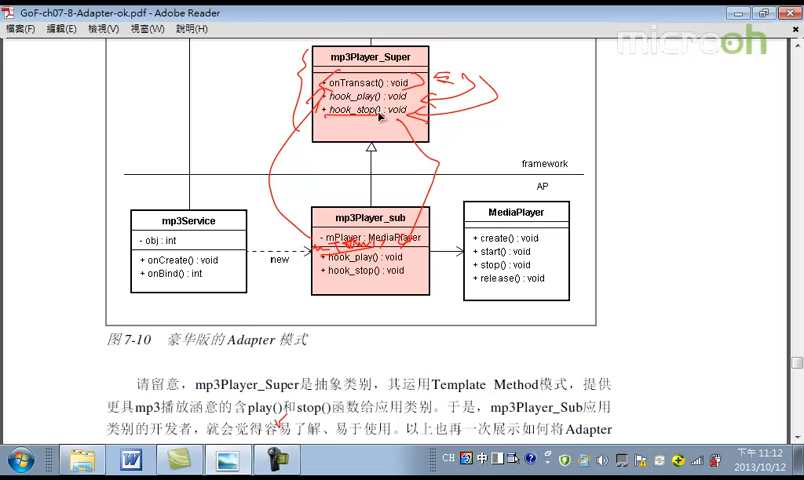 GoF-ch07-8-Adapter-ok.pdf - Adobe Reader
檔案(F) 編輯(E) 檢視(V) 視窗(W) 說明(H)
microoh
mp3Player_Super
+ onTransact() : void
+ hook_play() : void
+ hook_stop() : void
framework
AP
mp3Service
- obj : int
+ onCreate() : void
+ onBind() : int
new
mp3Player_sub
- mPlayer : MediaPlayer
+ hook_play() : void
+ hook_stop() : void
MediaPlayer
+ create() : void
+ start() : void
+ stop() : void
+ release() : void
图 7-10 豪华版的 Adapter 模式
请留意，mp3Player_Super是抽象类别，其运用Template Method模式，提供
更具mp3播放涵意的含play()和stop()函数给应用类别。于是，mp3Player_Sub应用
类别的开发者，就会觉得容易了解、易于使用。以上也再一次展示如何将Adapter
CH 中
下午 11:12
2013/10/12